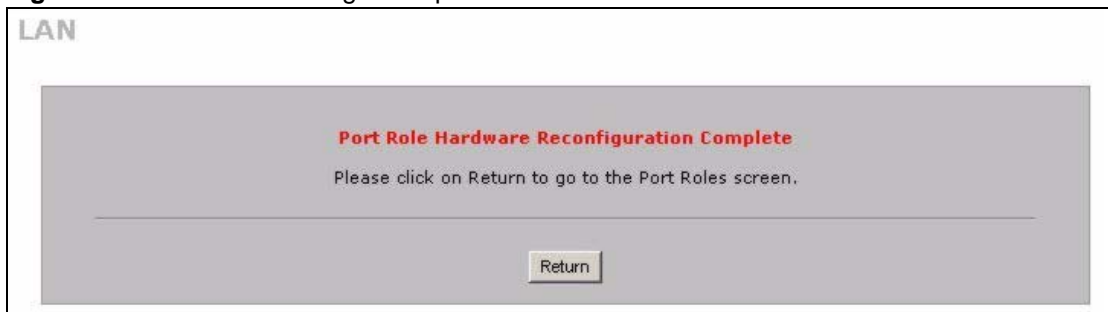 LAN
Port Role Hardware Reconfiguration Complete
Please click on Return to go to the Port Roles screen.
Return